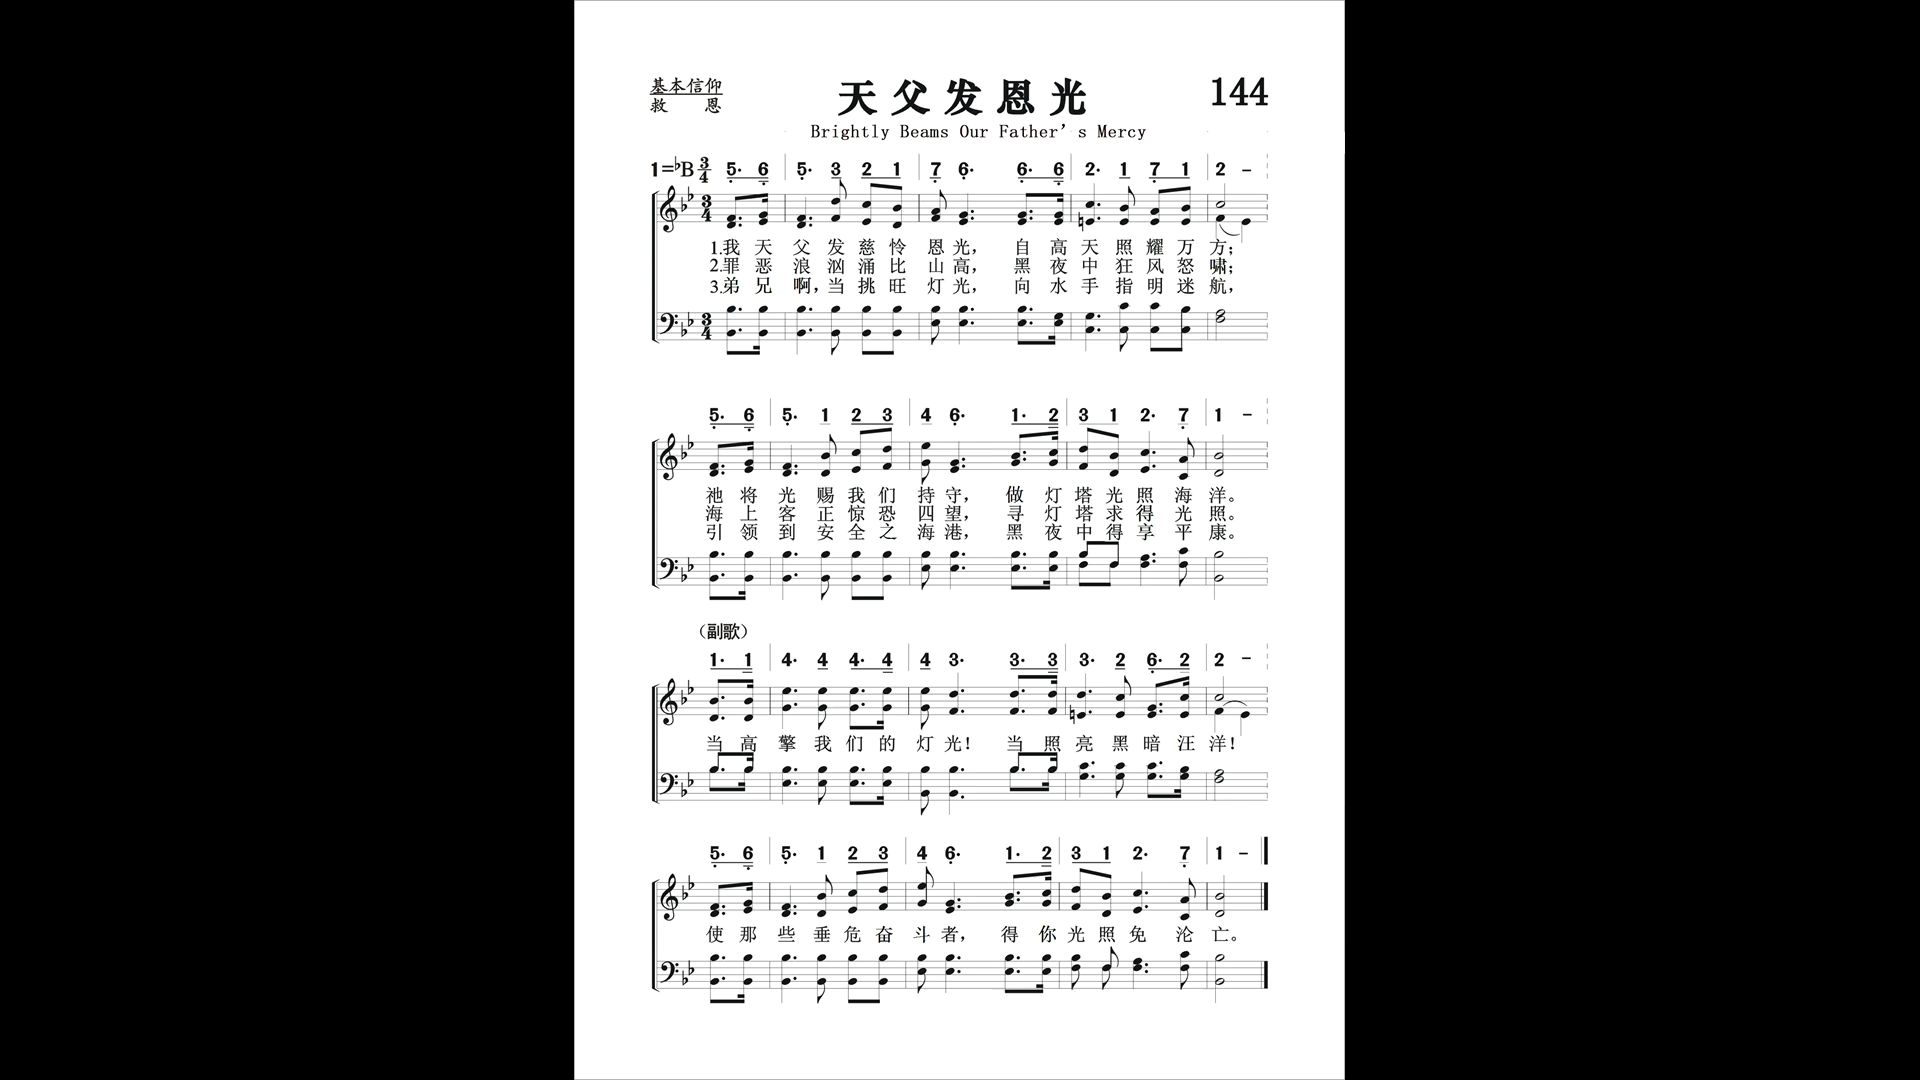 基本信仰
救 恩
天父发恩光
144
Brightly Beams Our Father's Mercy
1=♭B 3/4 5· 6 | 5· 3 2 1 | 7 6· 6· 6 | 2· 1 7 1 | 2 -
1.我天父发慈怜恩光，自高天照耀万方；
2.罪恶浪汹涌比山高，黑夜中狂风怒啸；
3.弟兄啊，当挑旺灯光，向水手指明迷航，
5· 6 | 5· 1 2 3 | 4 6· 1· 2 | 3 1 2· 7 | 1 -
祂将光赐我们持守，做灯塔光照海洋。
海上客正惊恐四望，寻灯塔求得光照。
引领到安全之海港，黑夜中得享平康。
（副歌）
1· 1 | 4· 4 4· 4 | 4 3· 3· 3 | 3· 2 6· 2 | 2 -
当高擎我们的灯光！当照亮黑暗汪洋！
5· 6 | 5· 1 2 3 | 4 6· 1· 2 | 3 1 2· 7 | 1 -
使那些垂危奋斗者，得你光照免沦亡。